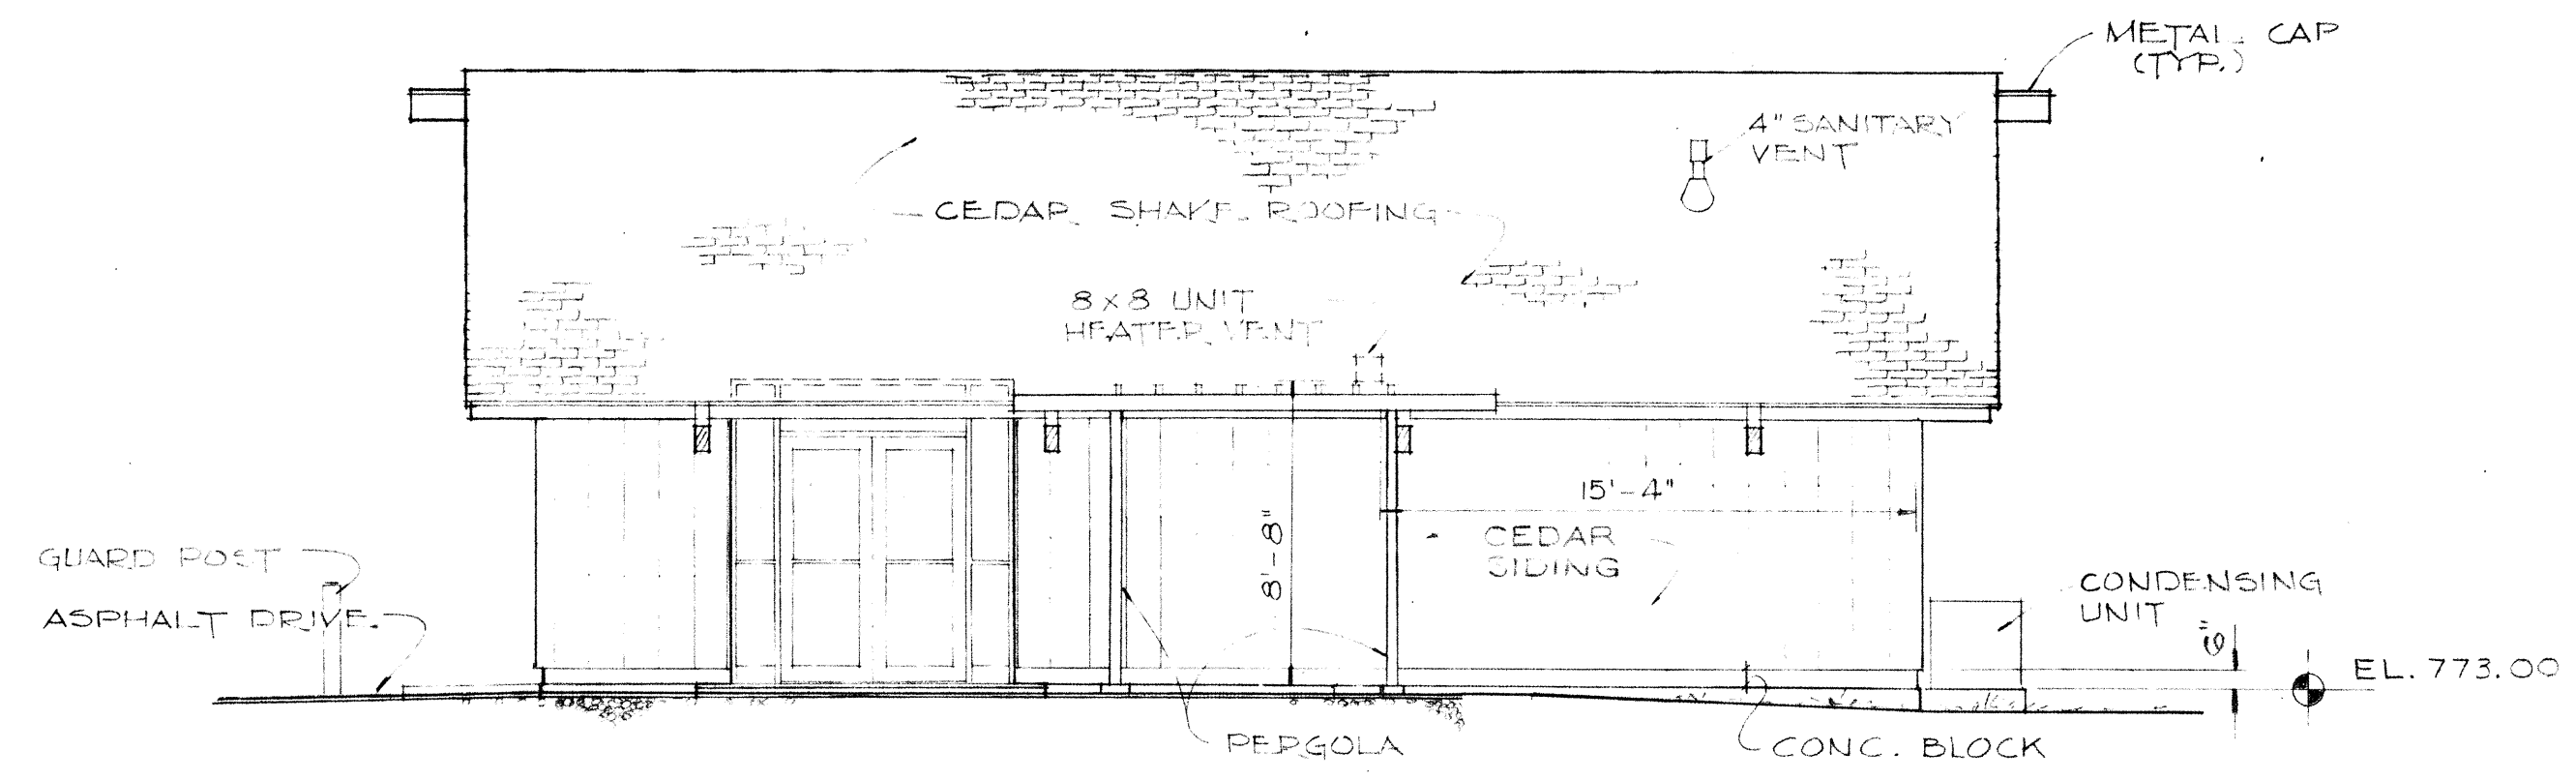 METAL CAP
(TYP.)
4" SANITARY
VENT
CEDAR SHAKE ROOFING
8 x 8 UNIT
HEATER VENT
15'-4"
8'-8"
CEDAR
SIDING
GUARD POST
ASPHALT DRIVE
CONDENSING
UNIT
6"
EL. 773.00
PERGOLA
CONC. BLOCK